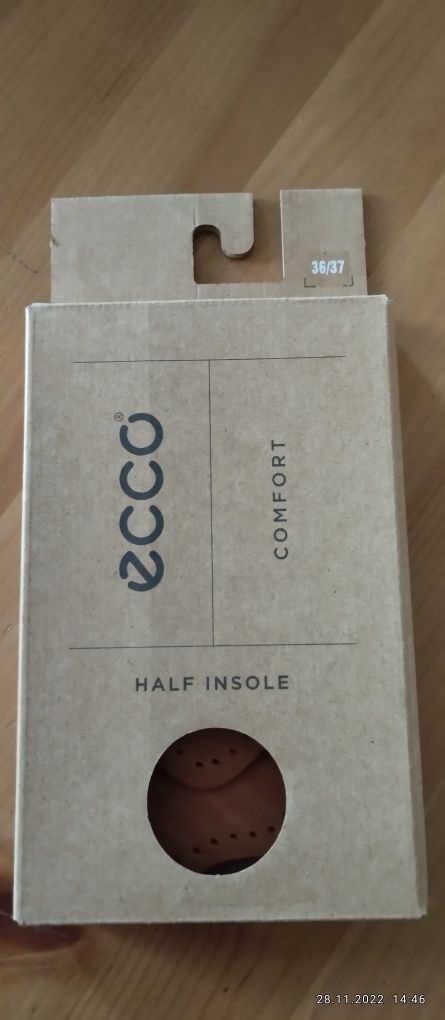 36/37
ecco®
COMFORT
HALF INSOLE
28.11.2022 14:46